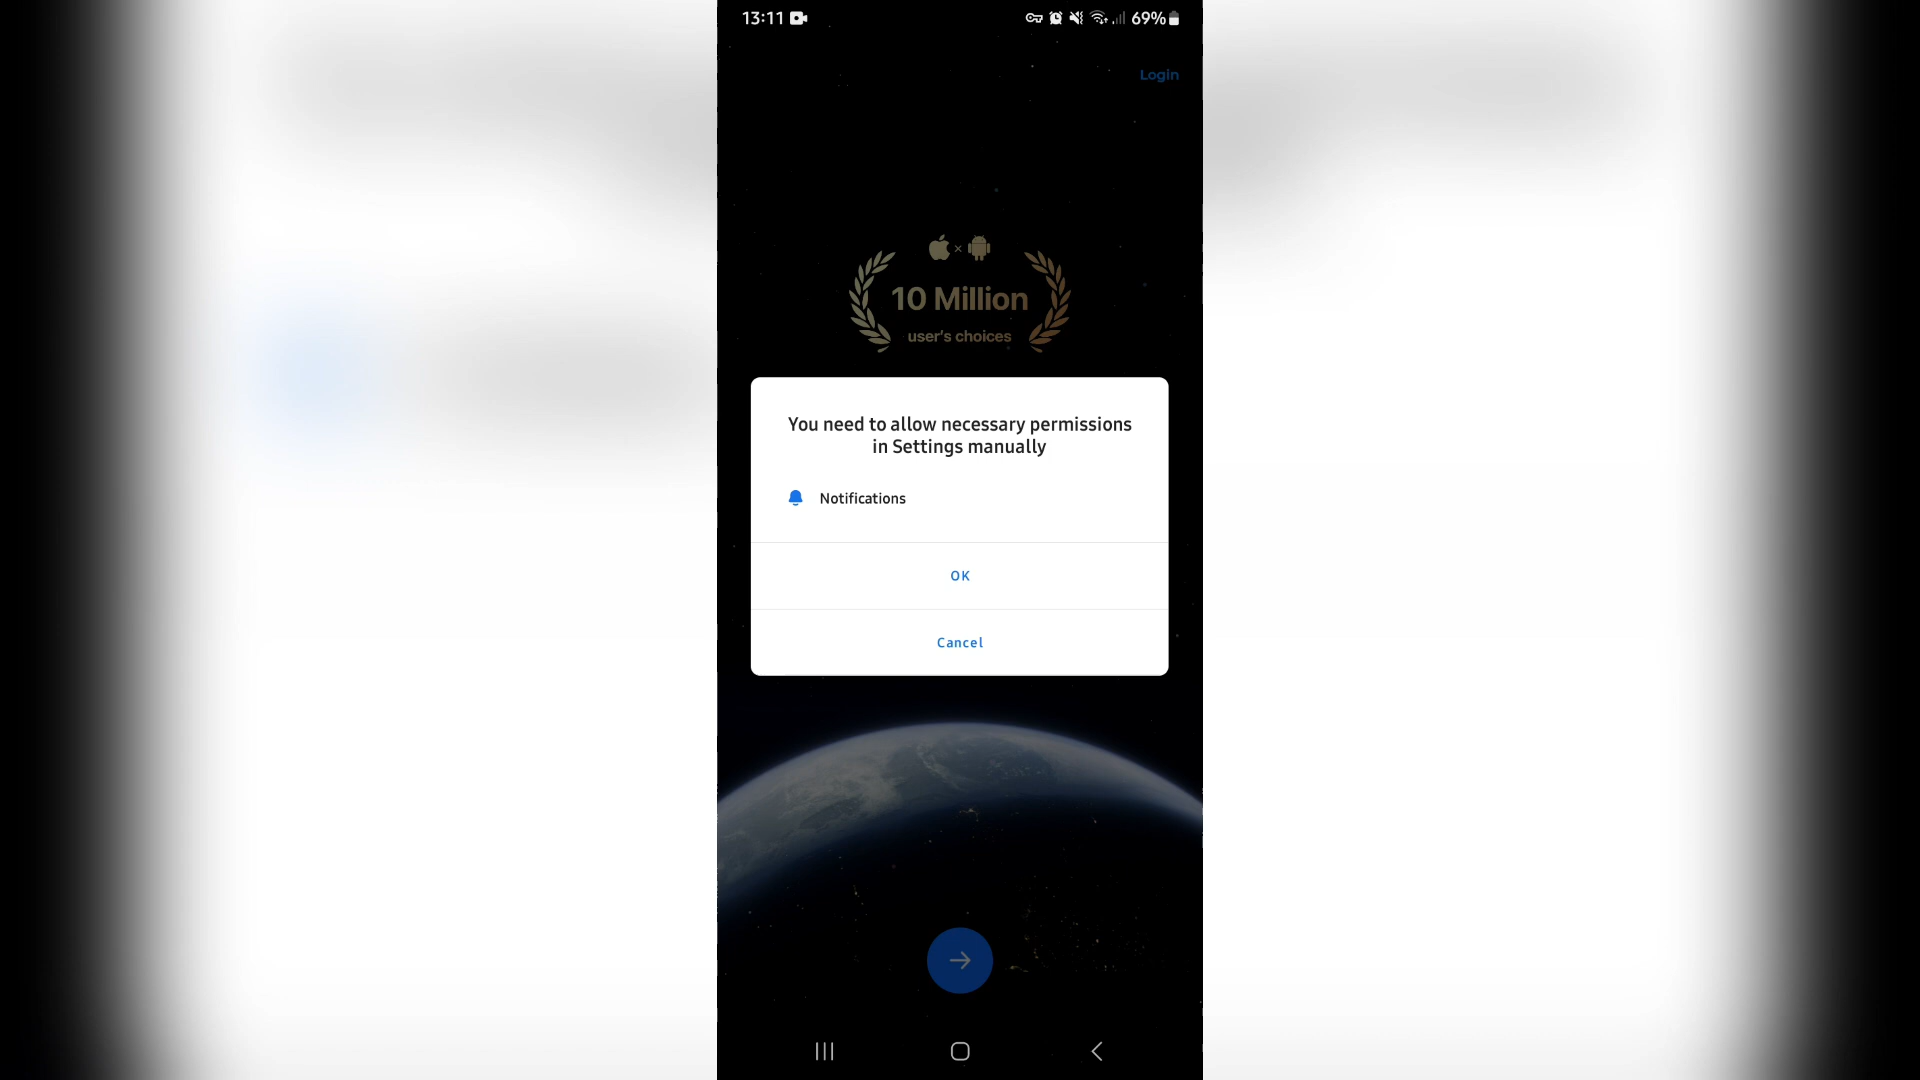 13:11
69%
Login
10 Million
user's choices
You need to allow necessary permissions
in Settings manually
Notifications
OK
Cancel